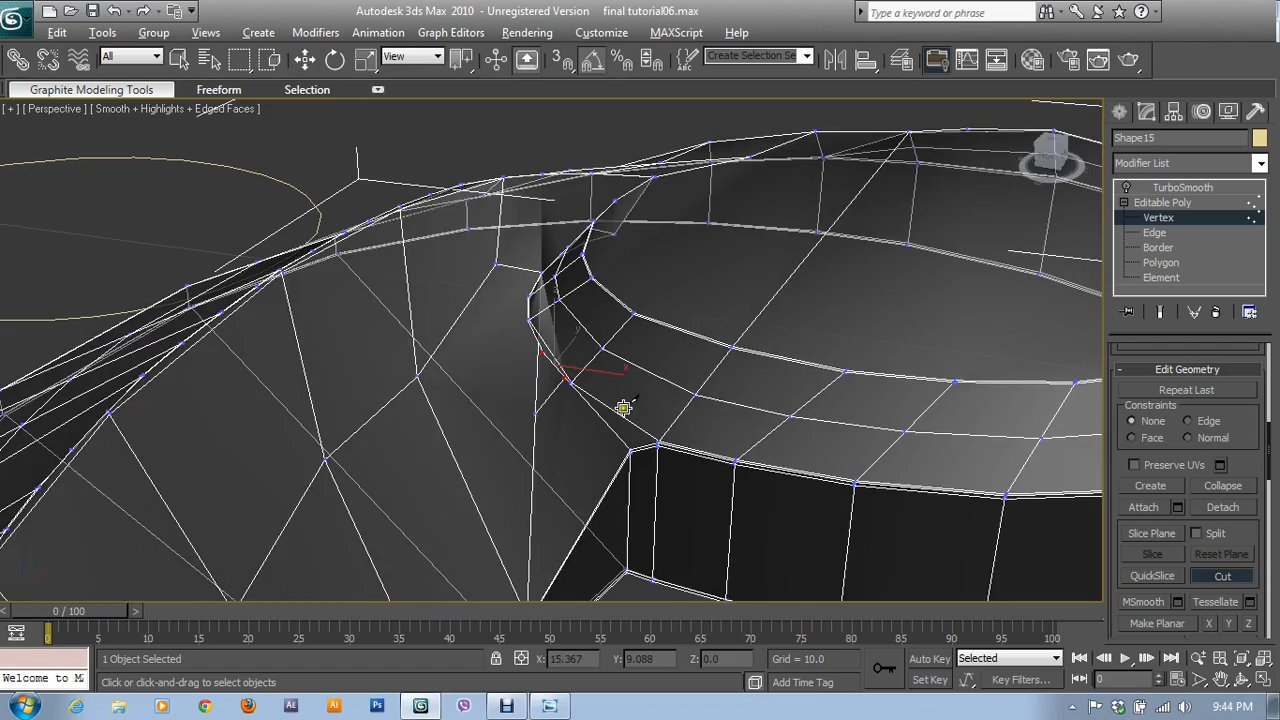 Autodesk 3ds Max 2010 - Unregistered Version final tutorial06.max
Type a keyword or phrase
Edit Tools Group Views Create Modifiers Animation Graph Editors Rendering Customize MAXScript Help
All View Create Selection Se
Graphite Modeling Tools Freeform Selection
[ + ] [ Perspective ] [ Smooth + Highlights + Edged Faces ]
Shape15
Modifier List
TurboSmooth
Editable Poly
Vertex
Edge
Border
Polygon
Element
x
y
- Edit Geometry
Repeat Last
Constraints
None Edge
Face Normal
Preserve UVs
Create Collapse
Attach Detach
Slice Plane Split
Slice Reset Plane
QuickSlice Cut
MSmooth Tessellate
Make Planar X Y Z
< 0 / 100 >
0 5 10 15 20 25 30 35 40 45 50 55 60 65 70 75 80 85 90 95 100
1 Object Selected X: 15.367 Y: 9.088 Z: 0.0 Grid = 10.0 Auto Key Selected
Welcome to M Click or click-and-drag to select objects Add Time Tag Set Key Key Filters... 0
9:44 PM